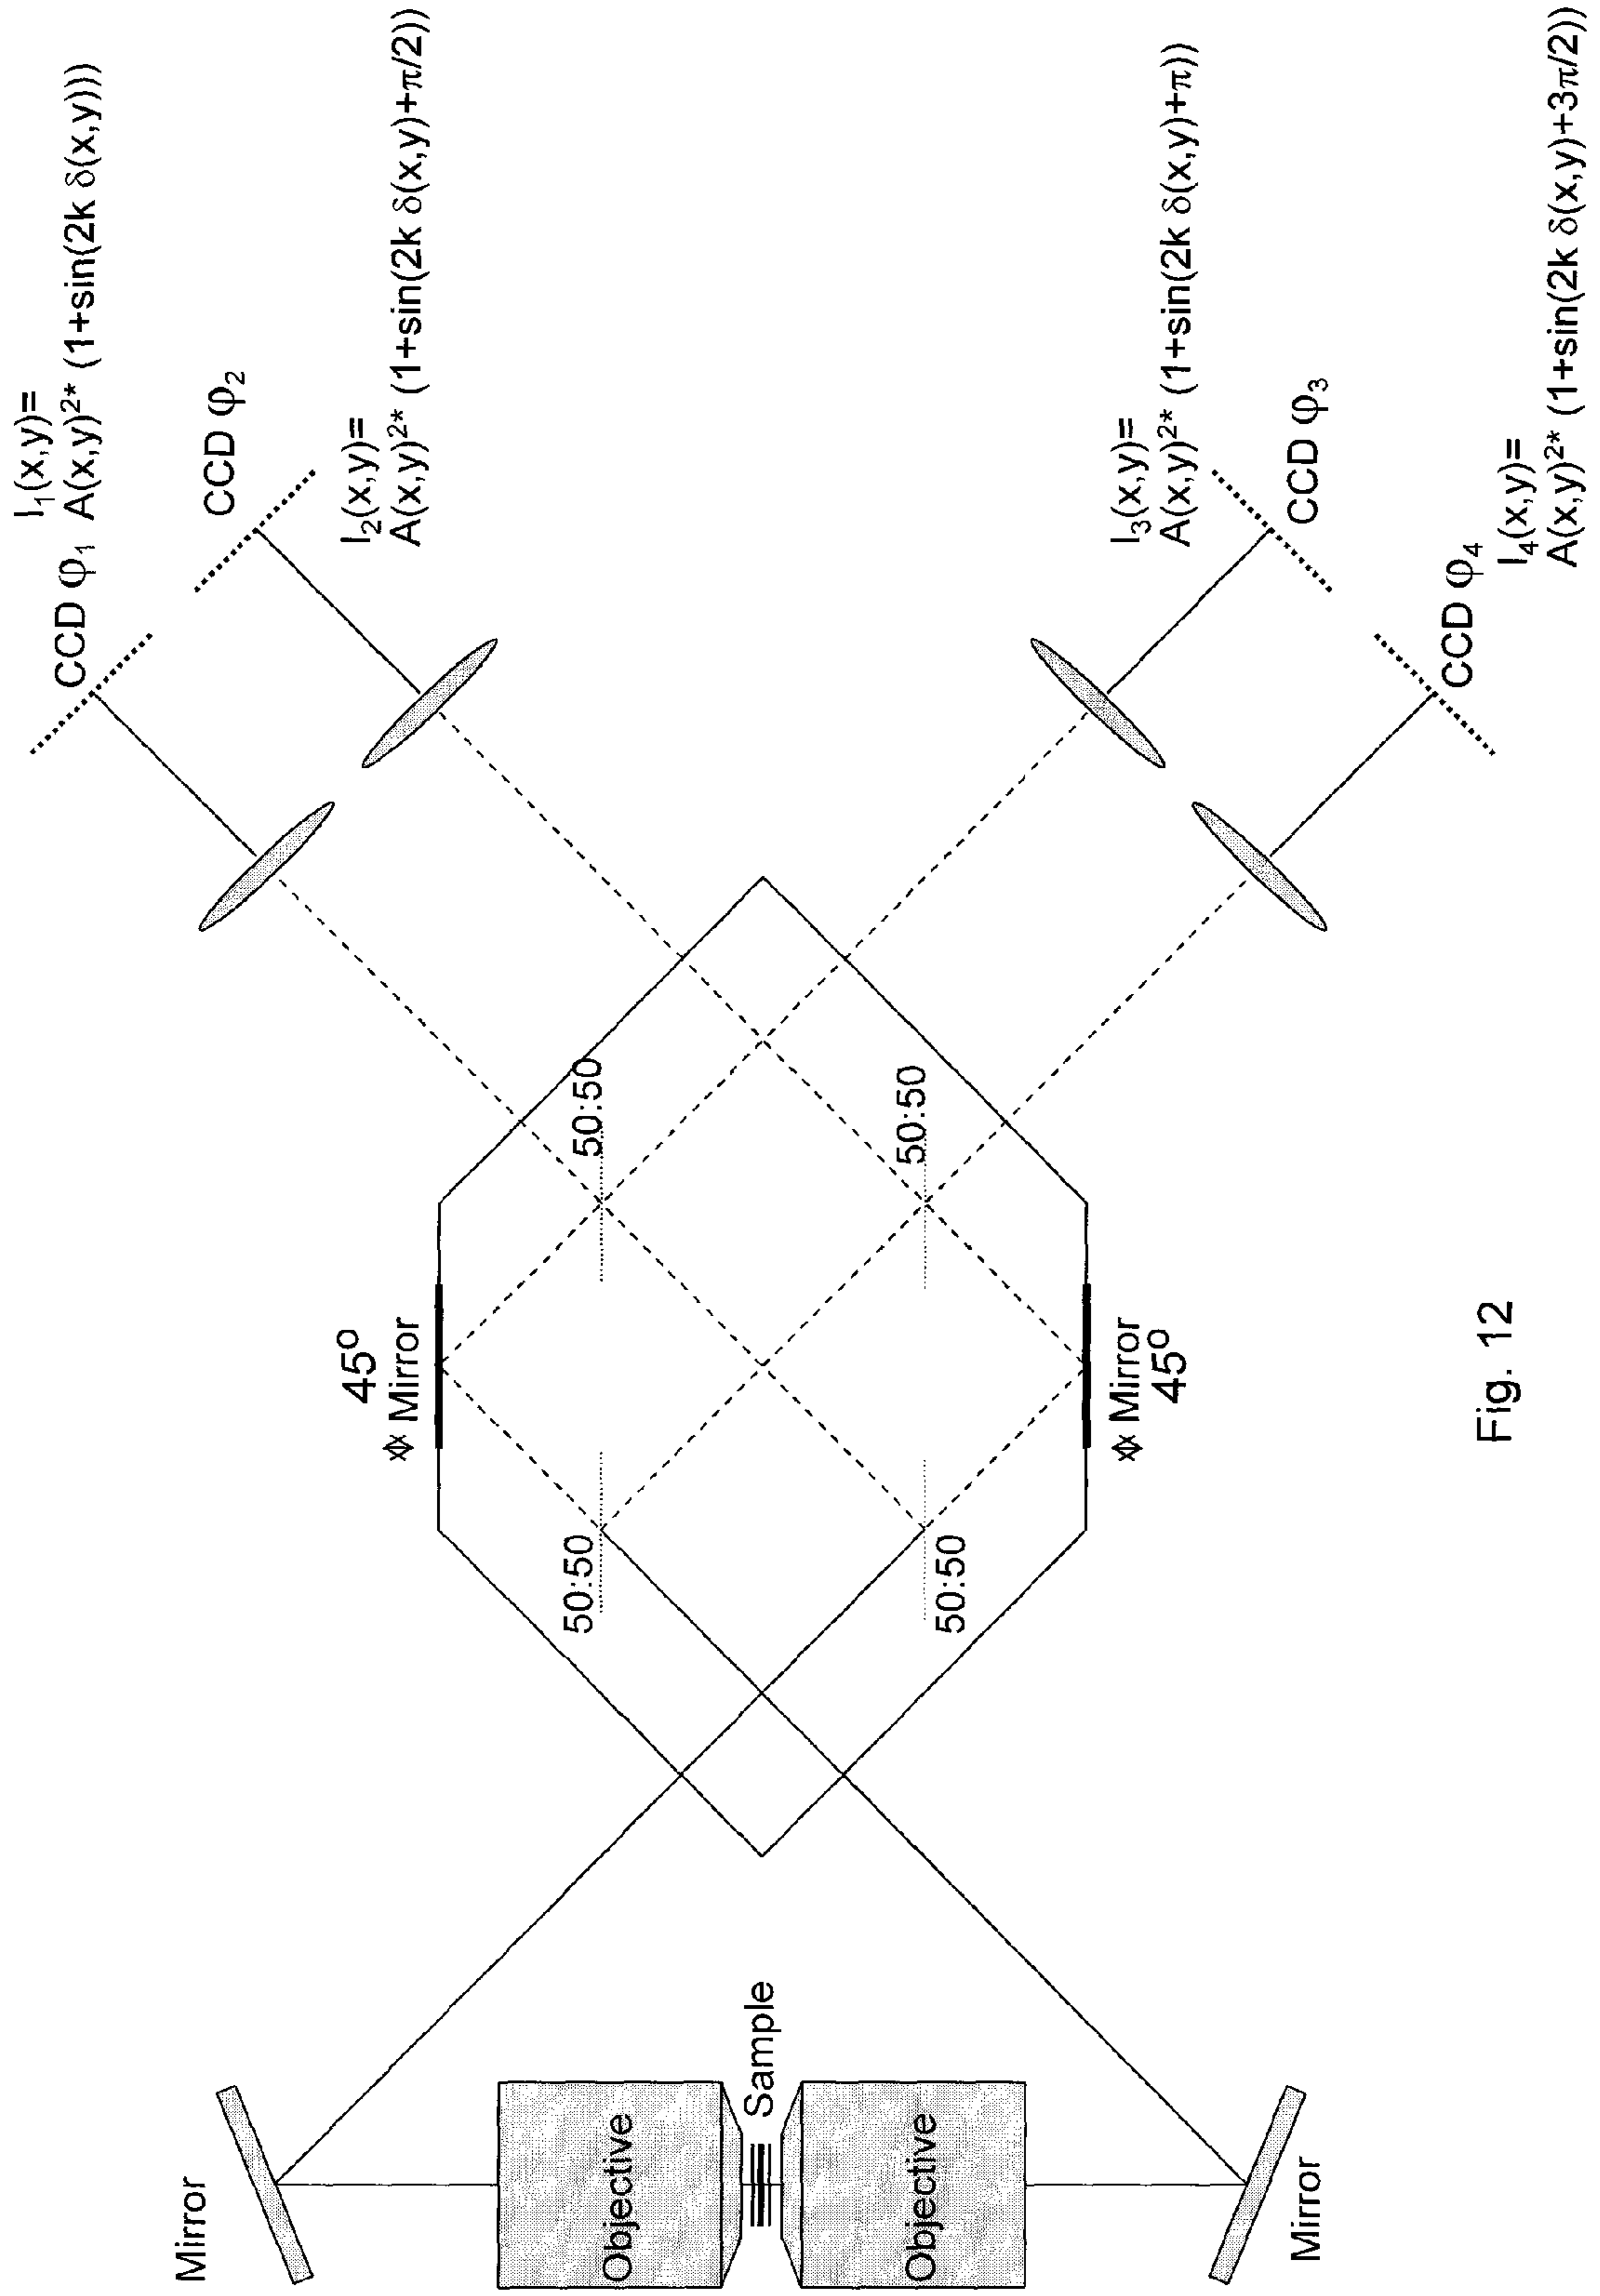 I₁(x,y)=
CCD φ₁ A(x,y)²* (1+sin(2k δ(x,y)))
CCD φ₂
I₂(x,y)=
A(x,y)²* (1+sin(2k δ(x,y)+π/2))
Mirror
45°
Mirror
50:50
50:50
Objective
Sample
Objective
50:50
50:50
Mirror
45°
I₃(x,y)=
A(x,y)²* (1+sin(2k δ(x,y)+π))
CCD φ₃
Mirror
CCD φ₄
I₄(x,y)=
A(x,y)²* (1+sin(2k δ(x,y)+3π/2))
Fig. 12